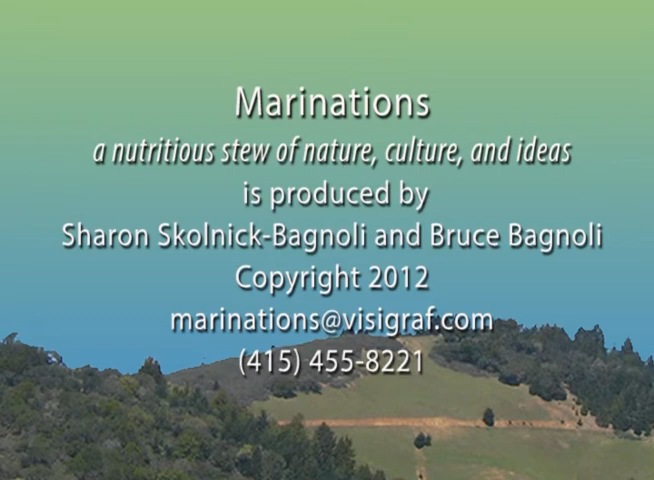 Marinations
a nutritious stew of nature, culture, and ideas
is produced by
Sharon Skolnick-Bagnoli and Bruce Bagnoli
Copyright 2012
marinations@visigraf.com
(415) 455-8221